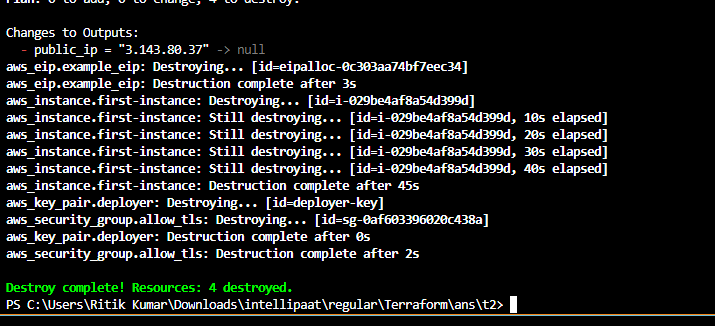 Plan: 0 to add, 0 to change, 4 to destroy.
Changes to Outputs:
- public_ip = "3.143.80.37" -> null
aws_eip.example_eip: Destroying... [id=eipalloc-0c303aa74bf7eec34]
aws_eip.example_eip: Destruction complete after 3s
aws_instance.first-instance: Destroying... [id=i-029be4af8a54d399d]
aws_instance.first-instance: Still destroying... [id=i-029be4af8a54d399d, 10s elapsed]
aws_instance.first-instance: Still destroying... [id=i-029be4af8a54d399d, 20s elapsed]
aws_instance.first-instance: Still destroying... [id=i-029be4af8a54d399d, 30s elapsed]
aws_instance.first-instance: Still destroying... [id=i-029be4af8a54d399d, 40s elapsed]
aws_instance.first-instance: Destruction complete after 45s
aws_key_pair.deployer: Destroying... [id=deployer-key]
aws_security_group.allow_tls: Destroying... [id=sg-0af603396020c438a]
aws_key_pair.deployer: Destruction complete after 0s
aws_security_group.allow_tls: Destruction complete after 2s
Destroy complete! Resources: 4 destroyed.
PS C:\Users\Ritik Kumar\Downloads\intellipaat\regular\Terraform\ans\t2>